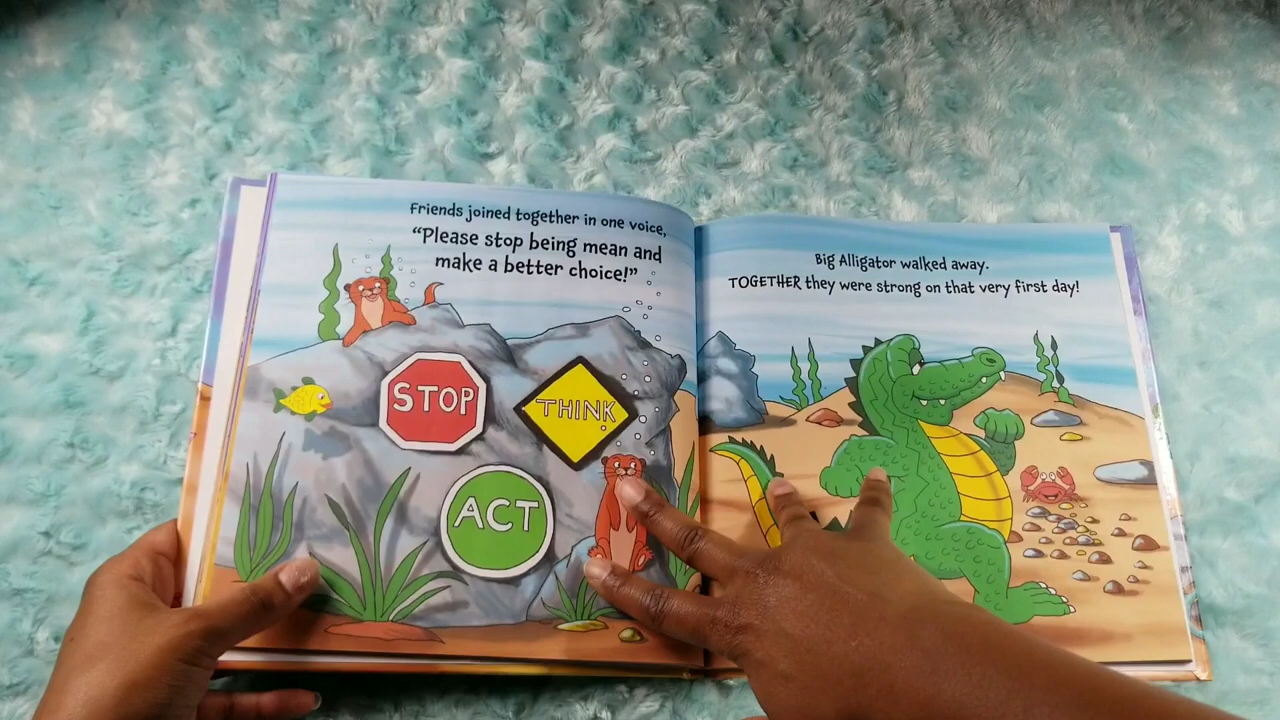 Friends joined together in one voice,
“Please stop being mean and
make a better choice!”
STOP
THINK
ACT
Big Alligator walked away.
TOGETHER they were strong on that very first day!